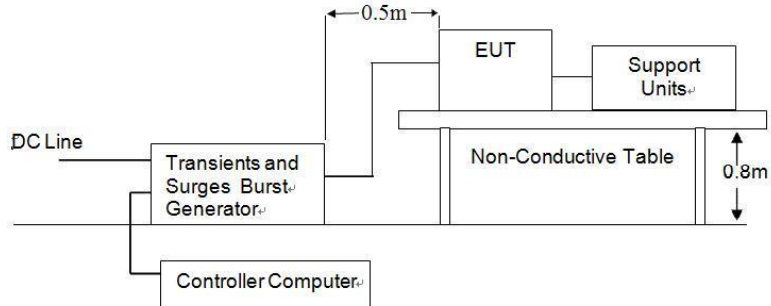 0.5m
EUT
Support
Units
DC Line
Transients and
Surges Burst
Generator
Non-Conductive Table
0.8m
Controller Computer